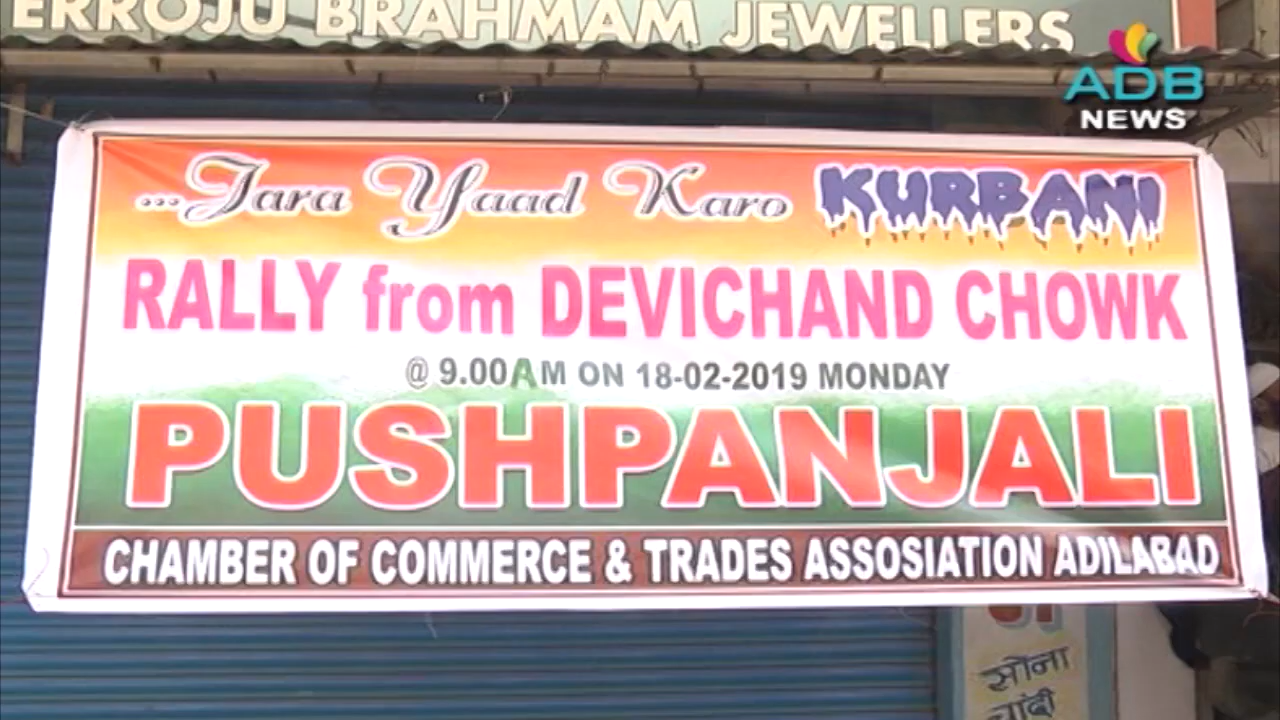 ERROJU BRAHMAM JEWELLERS
ADB
NEWS
...Jara Yaad Karo KURBANI
RALLY from DEVICHAND CHOWK
@ 9.00AM ON 18-02-2019 MONDAY
PUSHPANJALI
CHAMBER OF COMMERCE & TRADES ASSOSIATION ADILABAD
सोना
चांदी